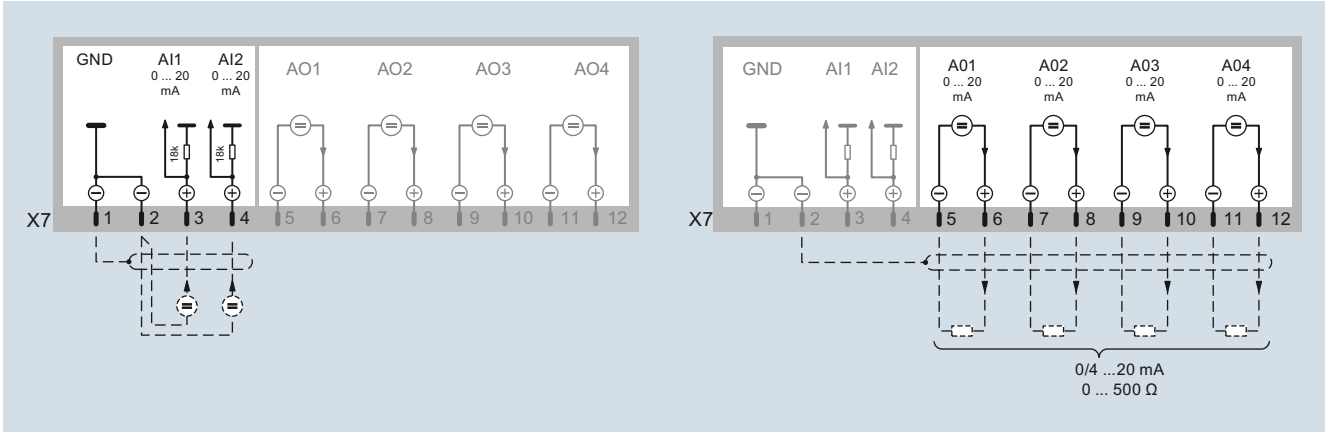 GND AI1 AI2 AO1 AO2 AO3 AO4
0 ... 20 0 ... 20
mA mA
18k 18k
X7 1 2 3 4 5 6 7 8 9 10 11 12
GND AI1 AI2 A01 A02 A03 A04
0 ... 20 0 ... 20 0 ... 20 0 ... 20
mA mA mA mA
X7 1 2 3 4 5 6 7 8 9 10 11 12
0/4 ...20 mA
0 ... 500 Ω